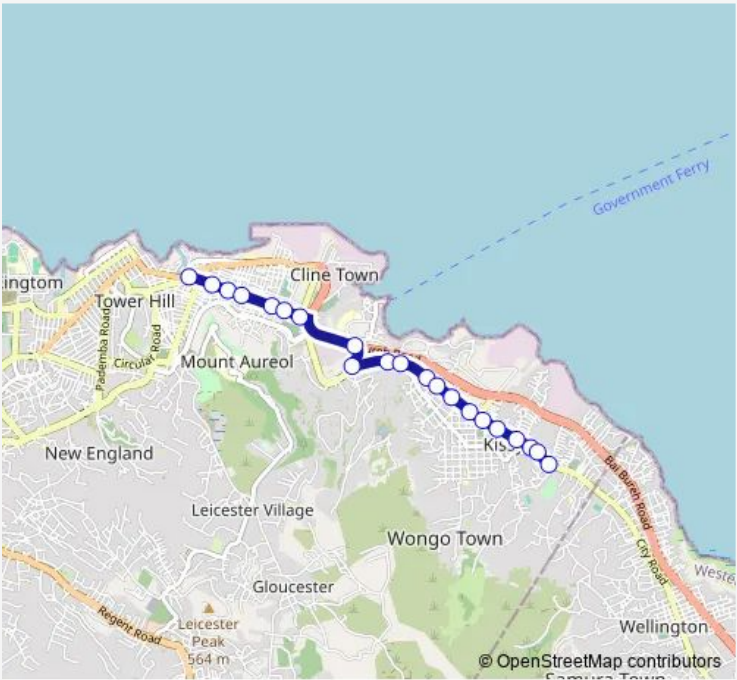 Government Ferry
Cline Town
Tower Hill
Pademba Road
Circular Road
Mount Aureol
New England
Leicester Village
Wongo Town
Bai Bureh Road
City Road
Gloucester
Leicester
Peak
564 m
Regent Road
Wellington
© OpenStreetMap contributors